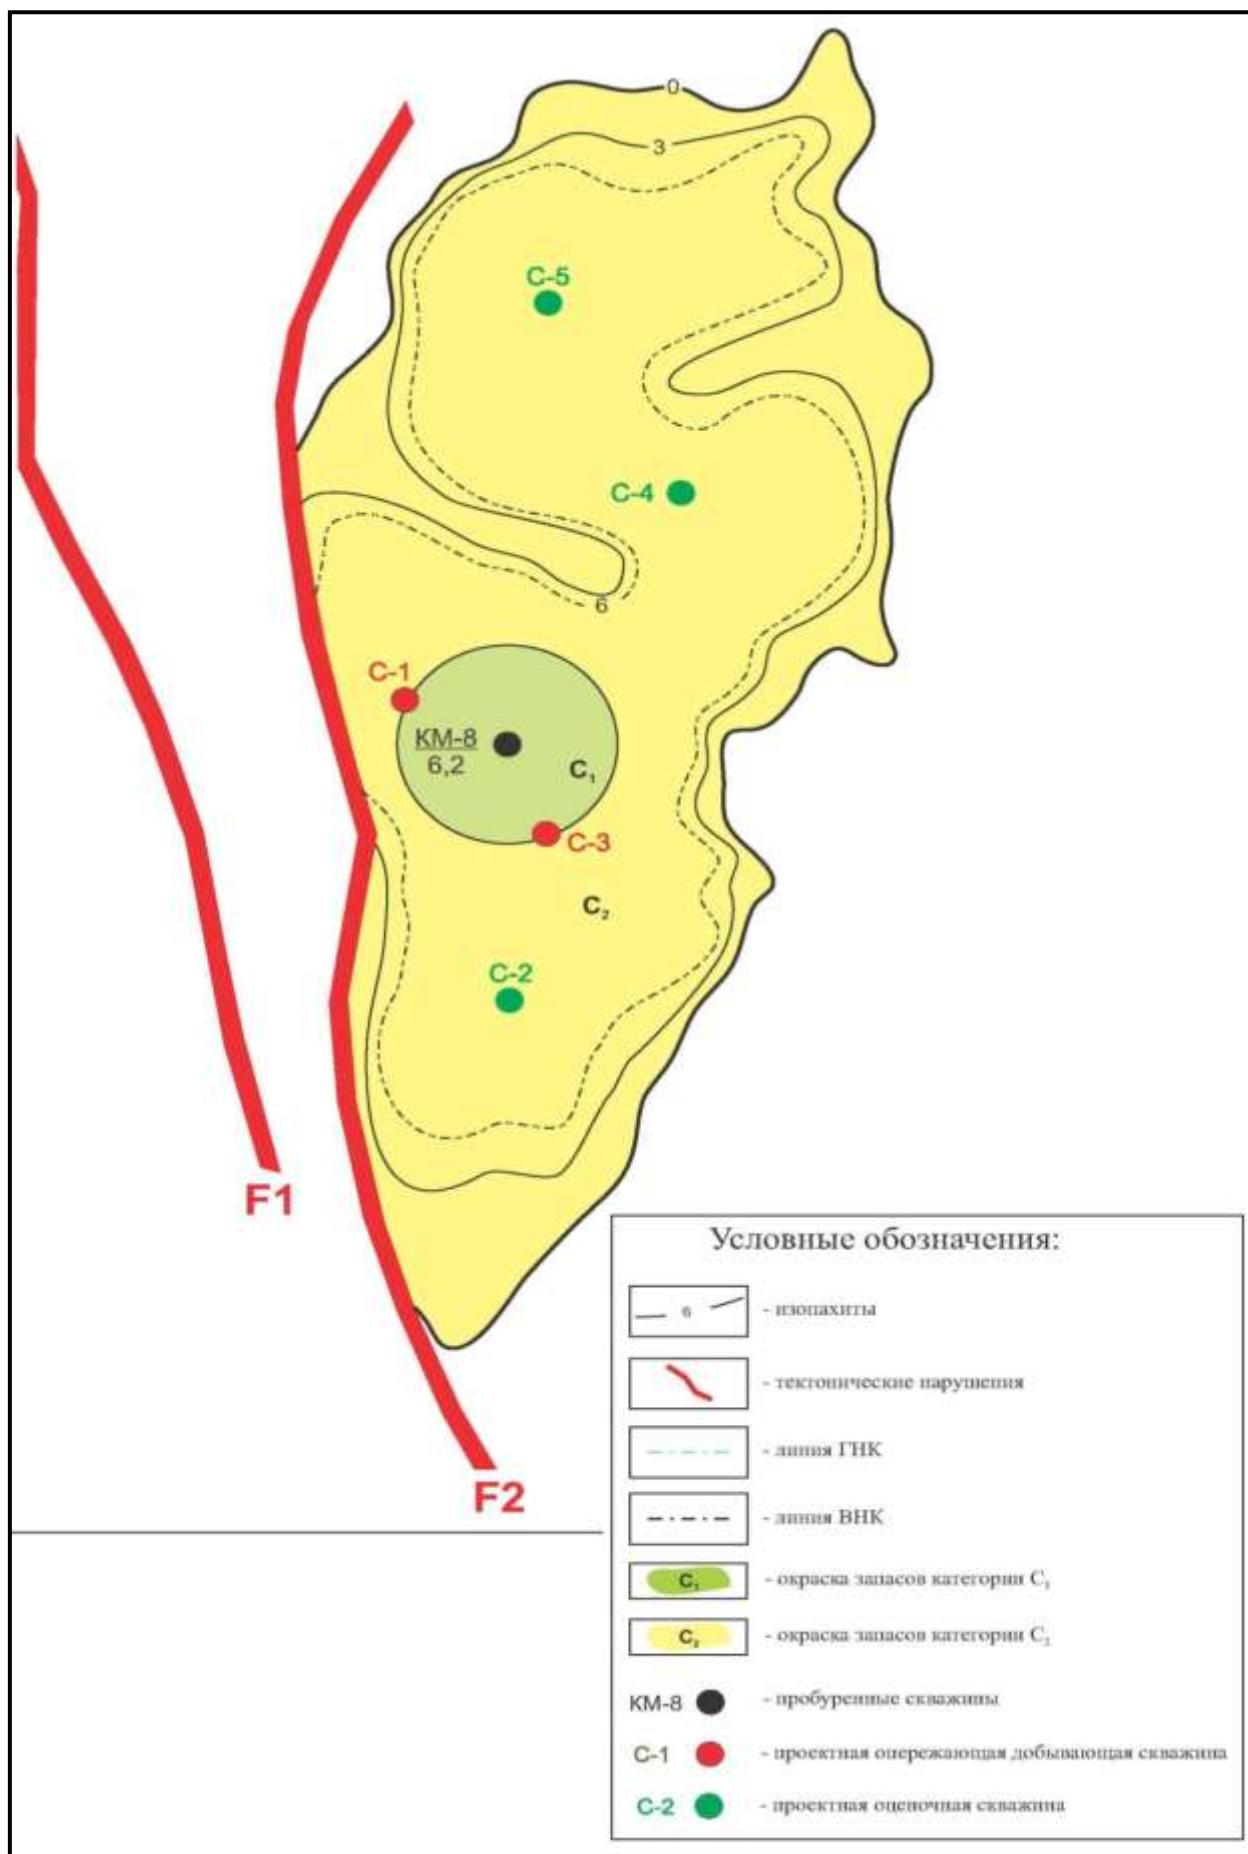 0
3
С-5
С-4
6
С-1
КМ-8
6,2
С₁
С-3
С₂
С-2
F1
F2
Условные обозначения:
6
- изопахиты
- тектонические нарушения
- линия ГНК
- линия ВНК
С₁
- окраска запасов категории С₁
С₂
- окраска запасов категории С₂
КМ-8
- пробуренные скважины
С-1
- проектная опережающая добывающая скважина
С-2
- проектная оценочная скважина